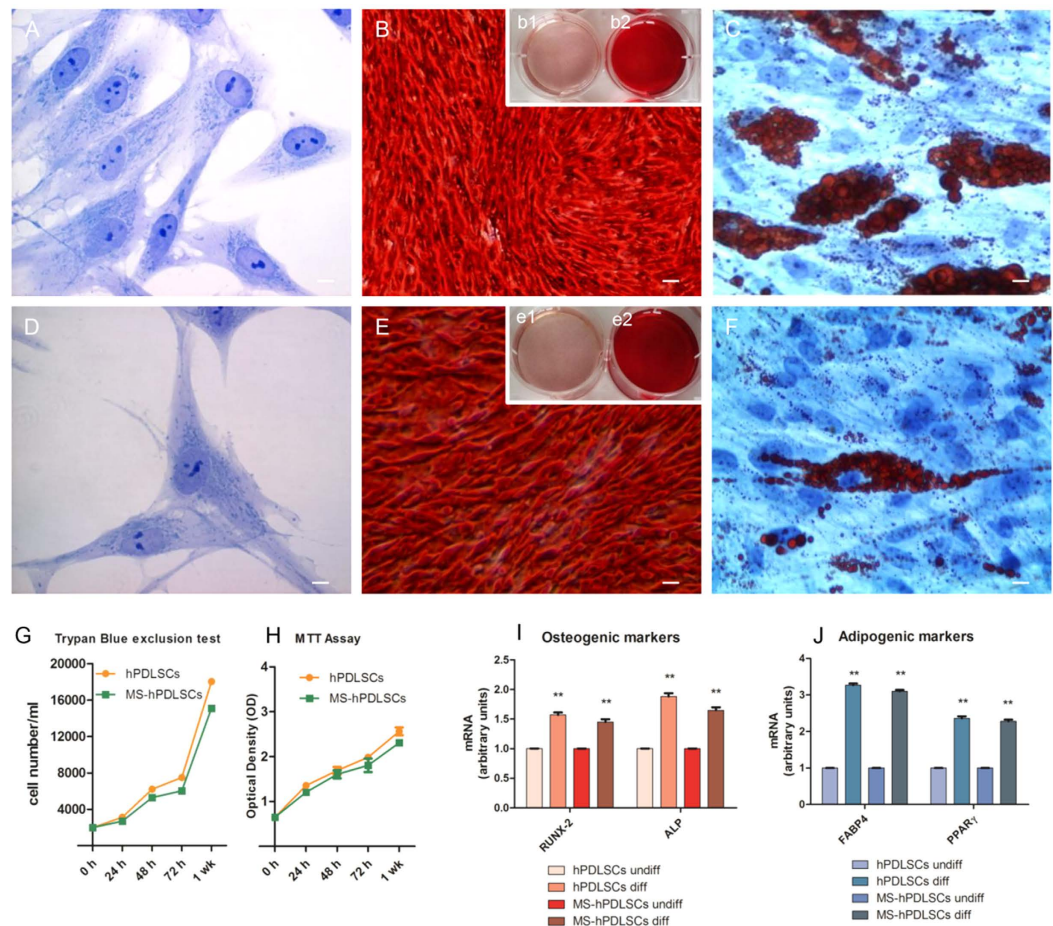 A
B
b1
b2
C
D
E
e1
e2
F
G
Trypan Blue exclusion test
20000
16000
12000
8000
4000
cell number/ml
hPDLSCs
MS-hPDLSCs
0 h
24 h
48 h
72 h
1 wk
H
MTT Assay
4
3
2
1
0
Optical Density (OD)
hPDLSCs
MS-hPDLSCs
0 h
24 h
48 h
72 h
1 wk
I
Osteogenic markers
2.5
2.0
1.5
1.0
0.5
0.0
mRNA
(arbitrary units)
**
**
**
**
RUNX-2
ALP
hPDLSCs undiff
hPDLSCs diff
MS-hPDLSCs undiff
MS-hPDLSCs diff
J
Adipogenic markers
4
3
2
1
0
mRNA
(arbitrary units)
**
**
**
**
FABP4
PPARγ
hPDLSCs undiff
hPDLSCs diff
MS-hPDLSCs undiff
MS-hPDLSCs diff